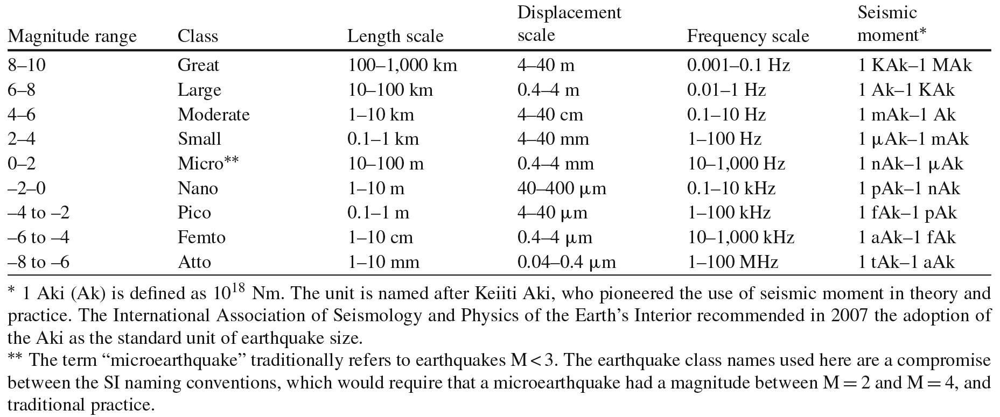 Magnitude range Class Length scale Displacement scale Frequency scale Seismic moment*
8–10 Great 100–1,000 km 4–40 m 0.001–0.1 Hz 1 KAk–1 MAk
6–8 Large 10–100 km 0.4–4 m 0.01–1 Hz 1 Ak–1 KAk
4–6 Moderate 1–10 km 4–40 cm 0.1–10 Hz 1 mAk–1 Ak
2–4 Small 0.1–1 km 4–40 mm 1–100 Hz 1 μAk–1 mAk
0–2 Micro** 10–100 m 0.4–4 mm 10–1,000 Hz 1 nAk–1 μAk
–2–0 Nano 1–10 m 40–400 μm 0.1–10 kHz 1 pAk–1 nAk
–4 to –2 Pico 0.1–1 m 4–40 μm 1–100 kHz 1 fAk–1 pAk
–6 to –4 Femto 1–10 cm 0.4–4 μm 10–1,000 kHz 1 aAk–1 fAk
–8 to –6 Atto 1–10 mm 0.04–0.4 μm 1–100 MHz 1 tAk–1 aAk
* 1 Aki (Ak) is defined as 10¹⁸ Nm. The unit is named after Keiiti Aki, who pioneered the use of seismic moment in theory and
practice. The International Association of Seismology and Physics of the Earth’s Interior recommended in 2007 the adoption of
the Aki as the standard unit of earthquake size.
** The term “microearthquake” traditionally refers to earthquakes M < 3. The earthquake class names used here are a compromise
between the SI naming conventions, which would require that a microearthquake had a magnitude between M = 2 and M = 4, and
traditional practice.